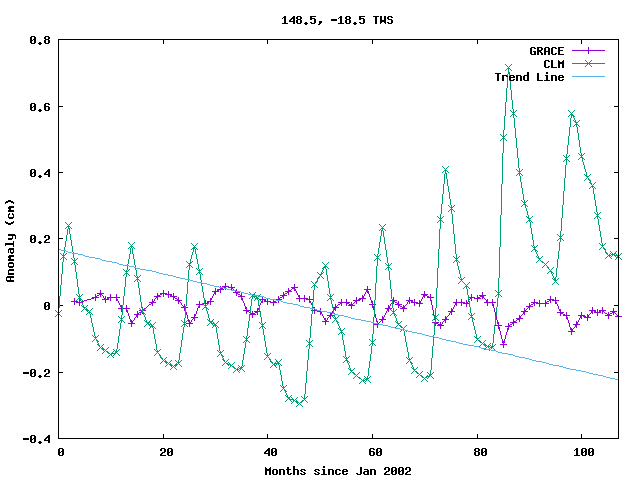 148.5, -18.5 TWS
GRACE
CLM
Trend Line
0.8
0.6
0.4
0.2
0
-0.2
-0.4
Anomaly (cm)
0 20 40 60 80 100
Months since Jan 2002